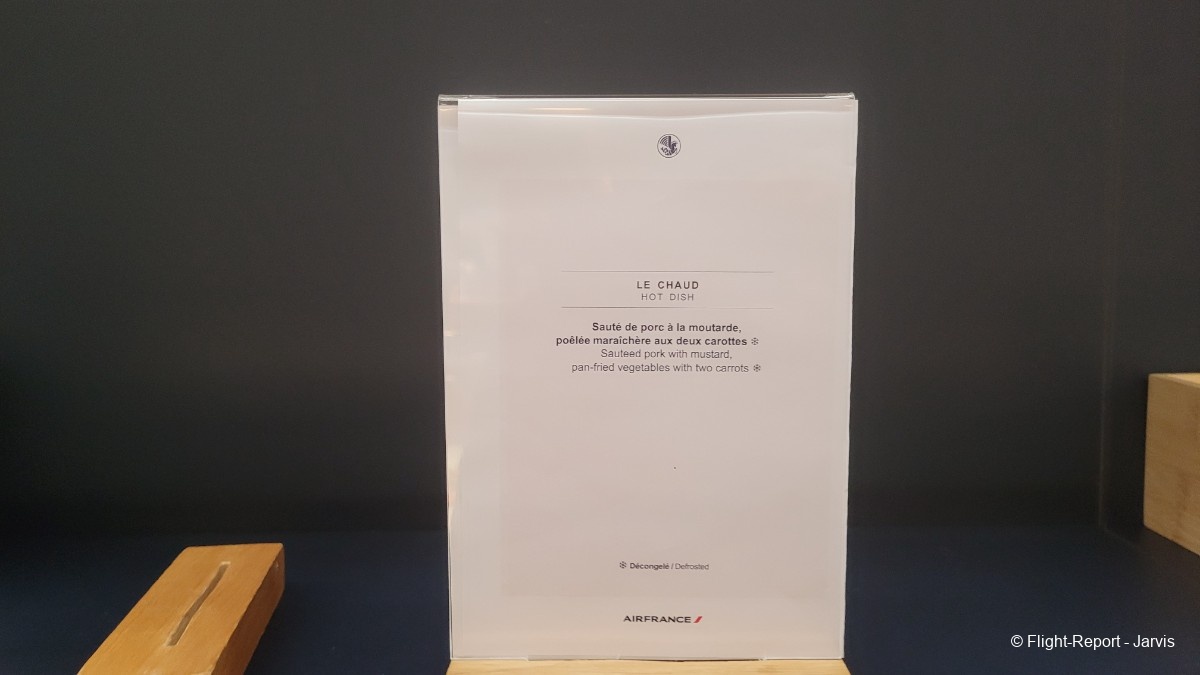 LE CHAUD
HOT DISH
Sauté de porc à la moutarde,
poêlée maraîchère aux deux carottes ❄
Sauteed pork with mustard,
pan-fried vegetables with two carrots ❄
❄ Décongelé / Defrosted
AIRFRANCE
© Flight-Report - Jarvis